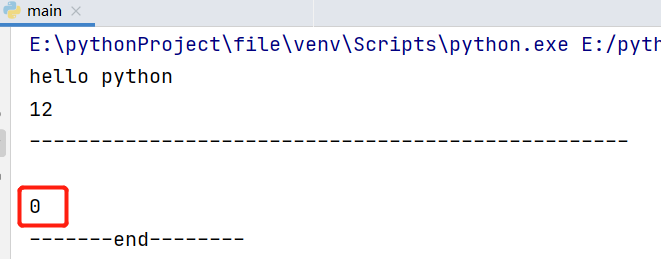 main
E:\pythonProject\file\venv\Scripts\python.exe E:/pyth
hello python
12
--------------------------------------------------
0
-------end--------